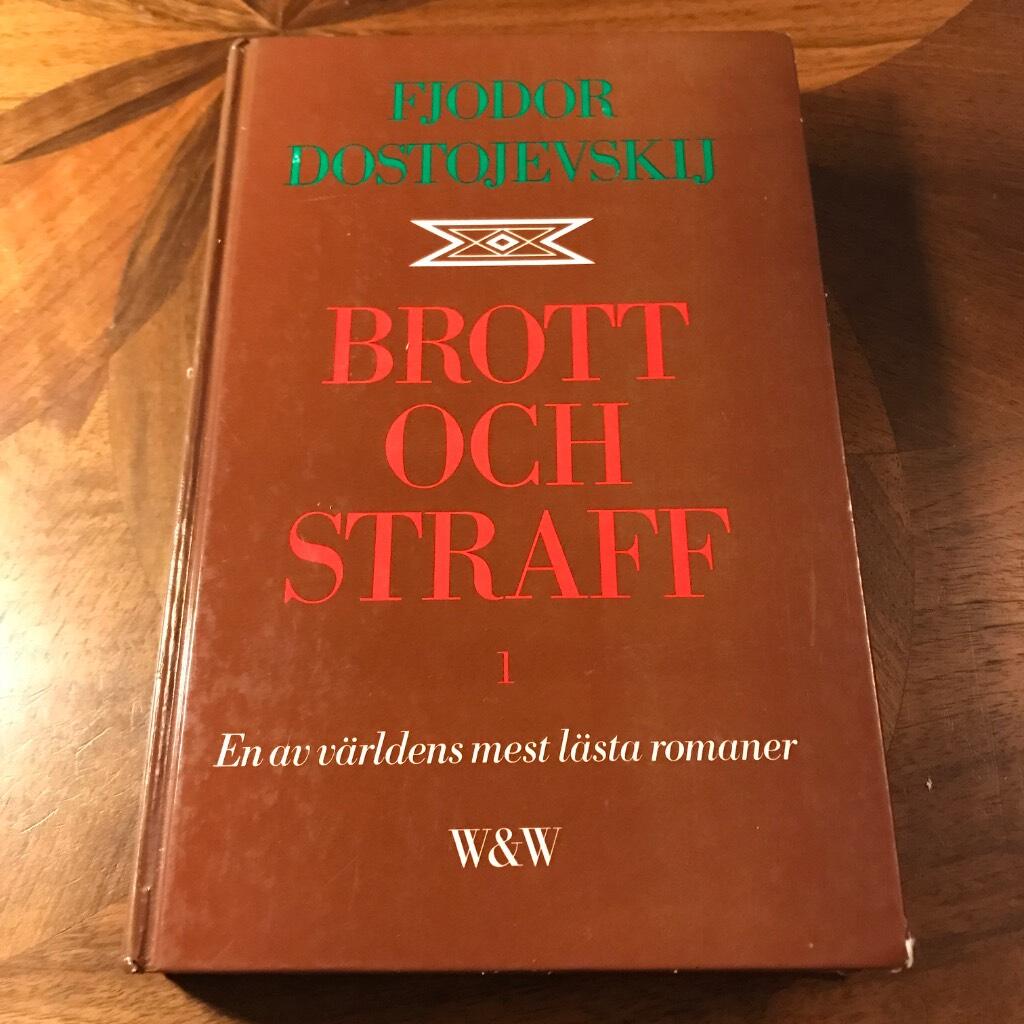 FJODOR
DOSTOJEVSKIJ
BROTT
OCH
STRAFF
1
En av världens mest lästa romaner
W&W